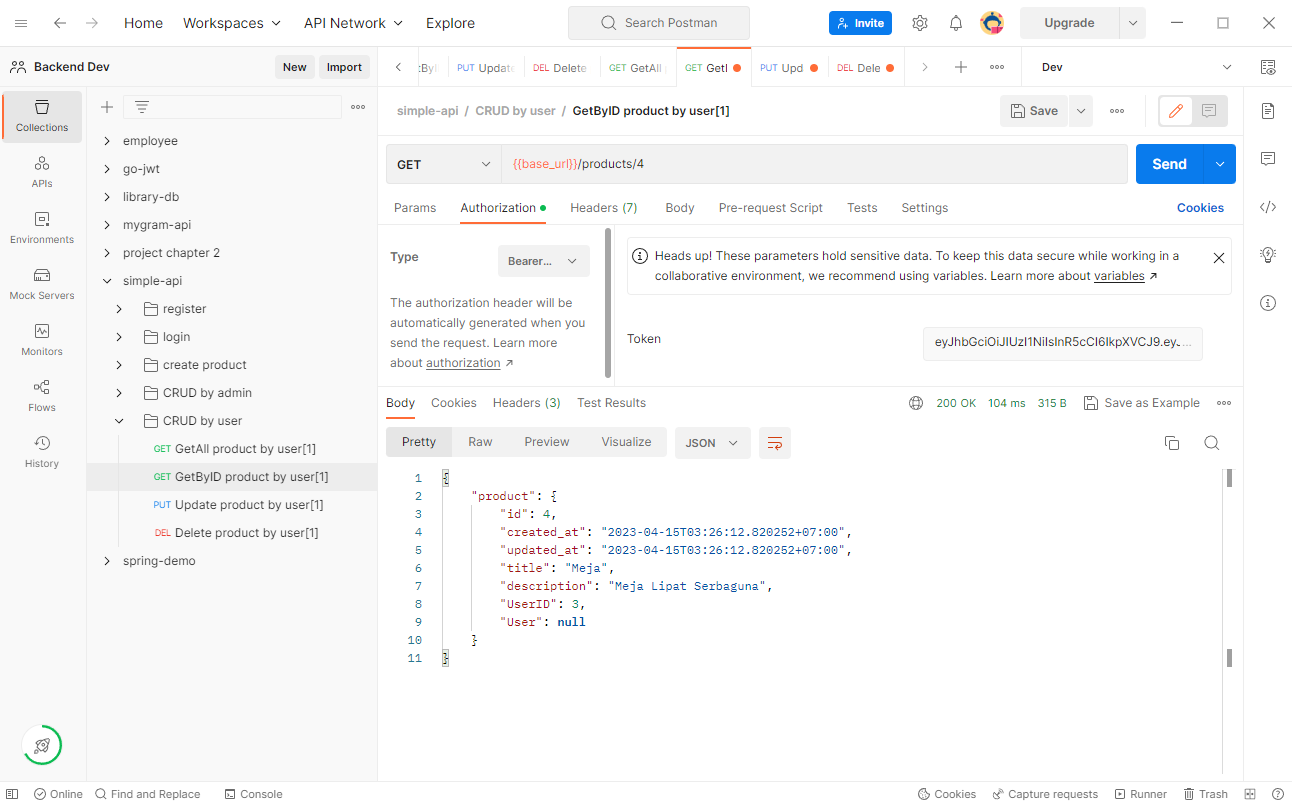 Home Workspaces API Network Explore Search Postman Invite Upgrade
Backend Dev New Import PUT Update DEL Delete GET GetAll GET GetI PUT Upd DEL Dele Dev
Collections
APIs
Environments
Mock Servers
Monitors
Flows
History
employee
go-jwt
library-db
mygram-api
project chapter 2
simple-api
register
login
create product
CRUD by admin
CRUD by user
GET GetAll product by user[1]
GET GetByID product by user[1]
PUT Update product by user[1]
DEL Delete product by user[1]
spring-demo
simple-api / CRUD by user / GetByID product by user[1] Save
GET {{base_url}}/products/4 Send
Params Authorization Headers (7) Body Pre-request Script Tests Settings Cookies
Type Bearer...
The authorization header will be
automatically generated when you
send the request. Learn more
about authorization ↗
Heads up! These parameters hold sensitive data. To keep this data secure while working in a
collaborative environment, we recommend using variables. Learn more about variables ↗
Token
Body Cookies Headers (3) Test Results 200 OK 104 ms 315 B Save as Example
Pretty Raw Preview Visualize JSON
1 {
2 "product": {
3 "id": 4,
4 "created_at": "2023-04-15T03:26:12.820252+07:00",
5 "updated_at": "2023-04-15T03:26:12.820252+07:00",
6 "title": "Meja",
7 "description": "Meja Lipat Serbaguna",
8 "UserID": 3,
9 "User": null
10 }
11 }
Online Find and Replace Console Cookies Capture requests Runner Trash